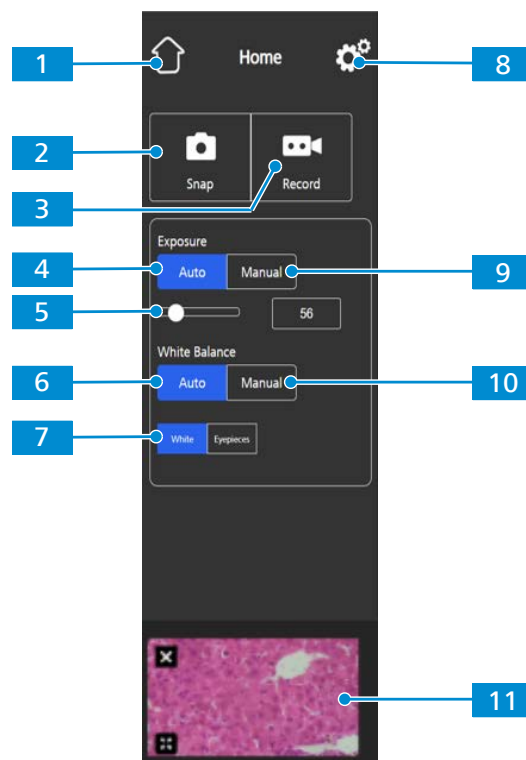 1
Home
8
2
Snap
Record
3
Exposure
4
Auto
Manual
9
5
56
White Balance
6
Auto
Manual
10
7
White
Eyepieces
11